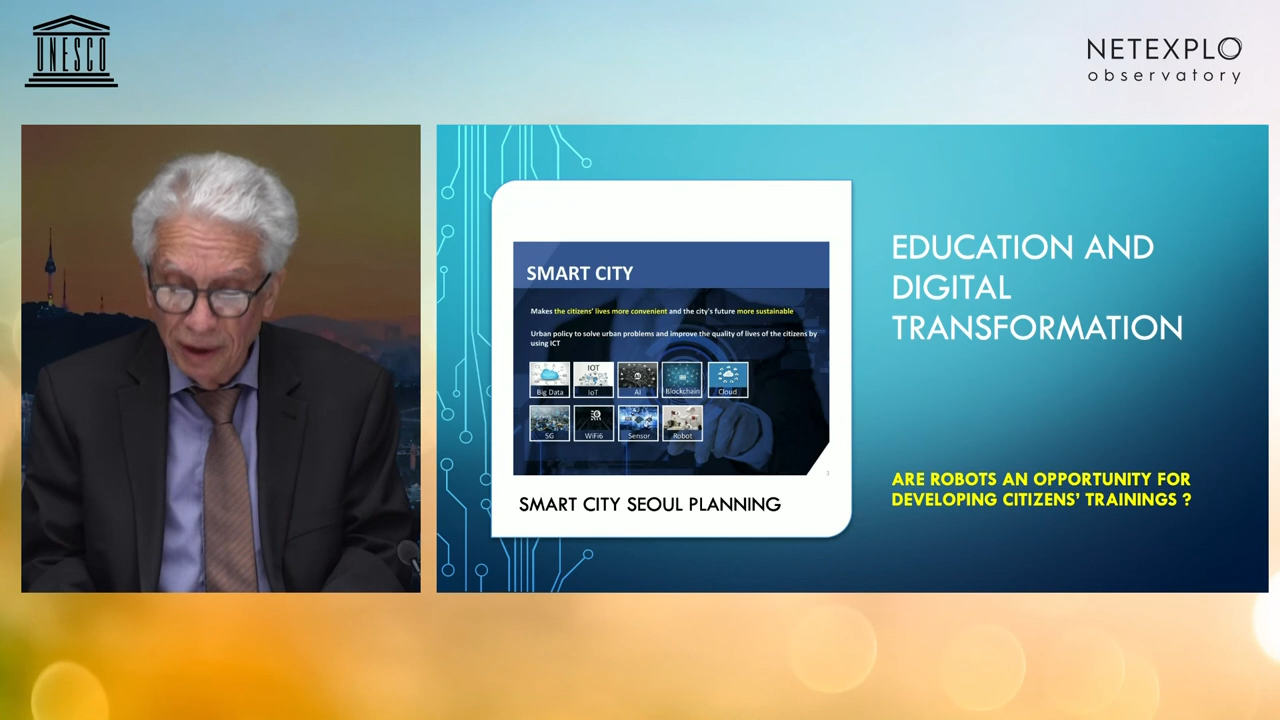 UNESCO
NETEXPLO
observatory
SMART CITY
Makes the citizens' lives more convenient and the city's future more sustainable
Urban policy to solve urban problems and improve the quality of lives of the citizens by
using ICT
IOT
AI
Big Data
IoT
AI
Blockchain
Cloud
5G
WiFi6
Sensor
Robot
3
SMART CITY SEOUL PLANNING
EDUCATION AND
DIGITAL
TRANSFORMATION
ARE ROBOTS AN OPPORTUNITY FOR
DEVELOPING CITIZENS' TRAININGS ?